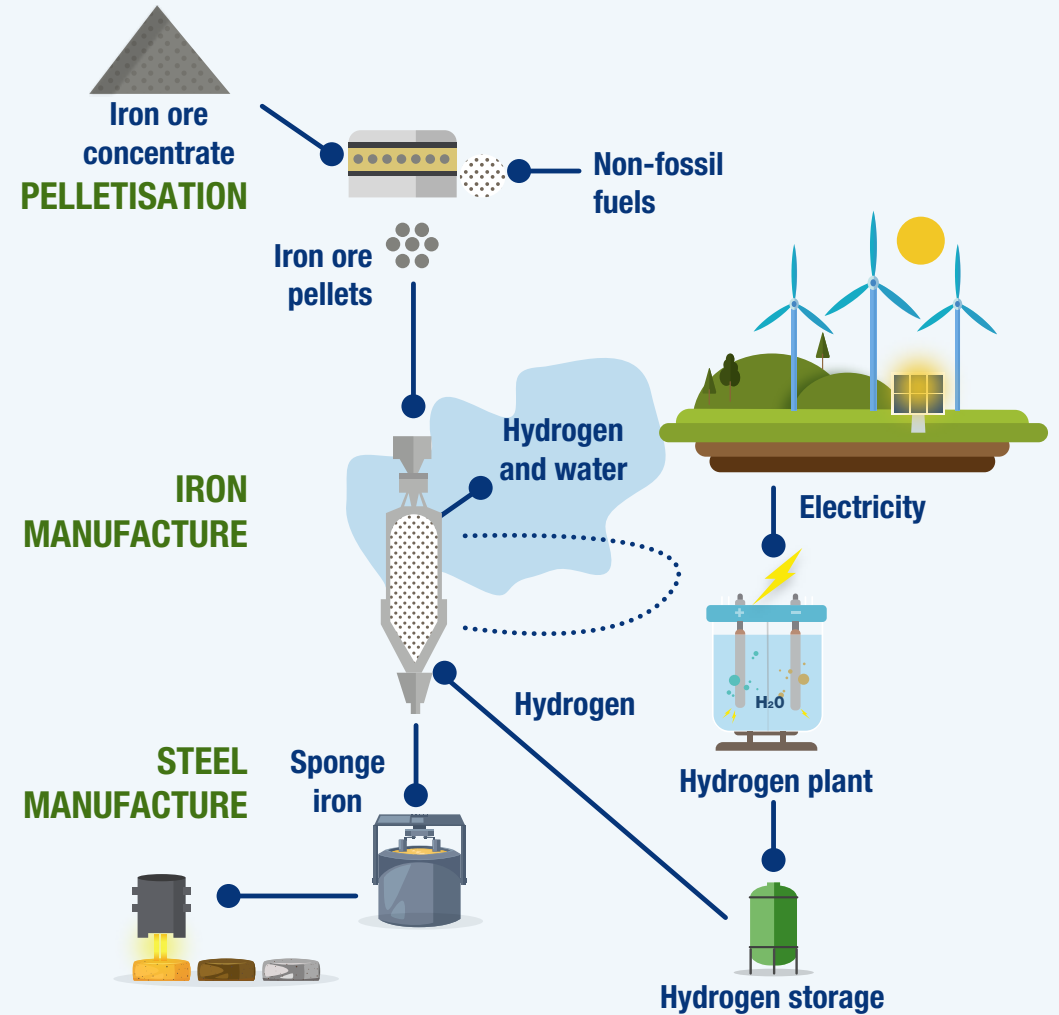 Iron ore
concentrate
PELLETISATION
Non-fossil
fuels
Iron ore
pellets
Hydrogen
and water
IRON
MANUFACTURE
Electricity
+ −
H₂O
Hydrogen
Hydrogen plant
STEEL
MANUFACTURE
Sponge
iron
Hydrogen storage